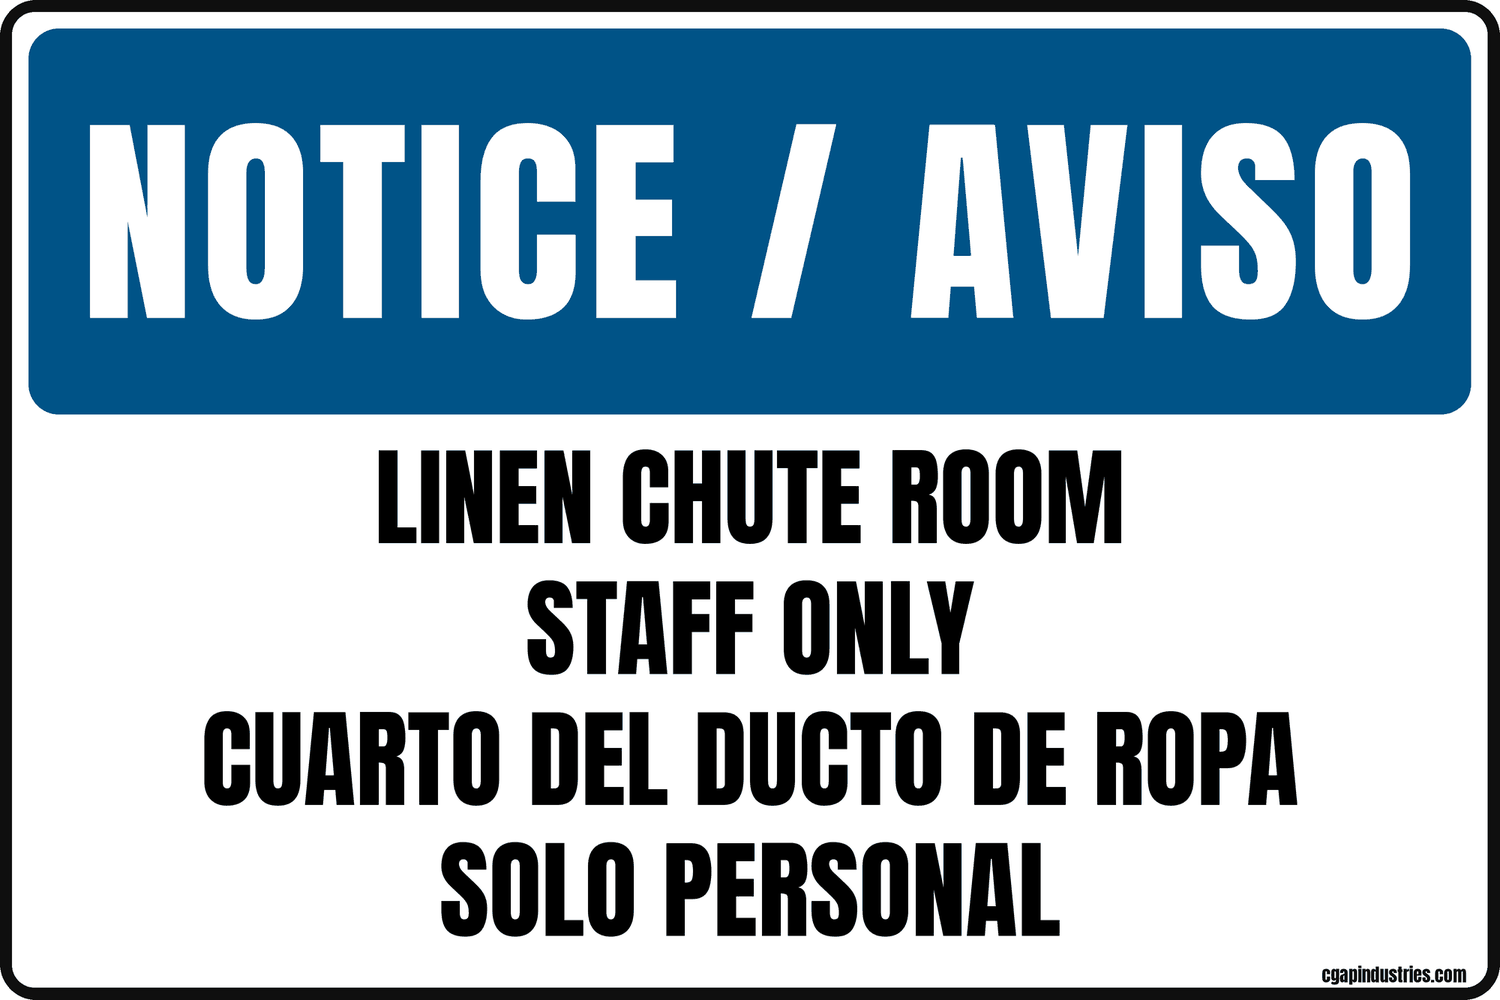 NOTICE / AVISO
LINEN CHUTE ROOM
STAFF ONLY
CUARTO DEL DUCTO DE ROPA
SOLO PERSONAL
cgapindustries.com